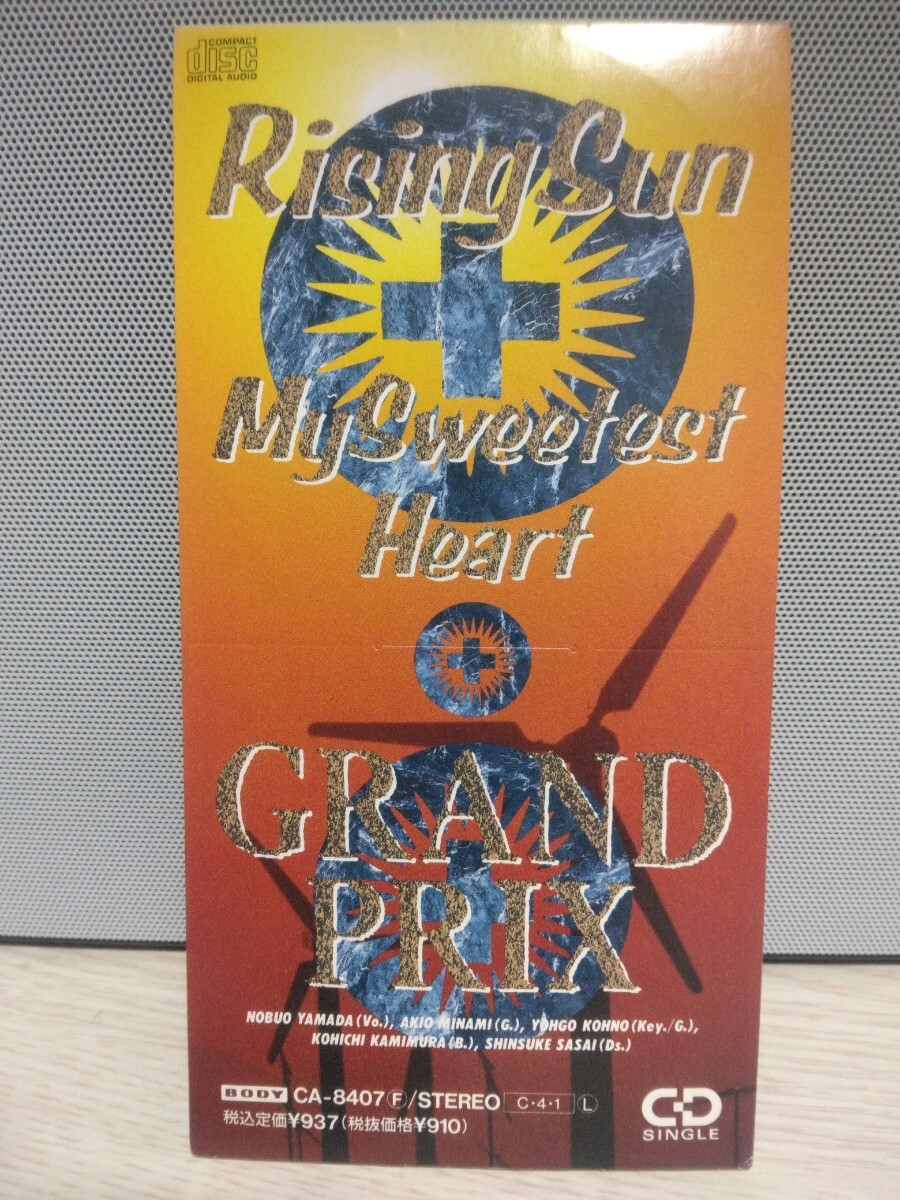 COMPACT
disc
DIGITAL AUDIO
Rising Sun
My Sweetest
Heart
GRAND
PRIX
NOBUO YAMADA (Vo.), AKIO MINAMI (G.), YOHGO KOHNO (Key./G.),
KOHICHI KAMIMURA (B.), SHINSUKE SASAI (Ds.)
BODY CA-8407 Ⓕ/STEREO C・4・1 Ⓛ
税込定価¥937(税抜価格¥910)
CD
SINGLE